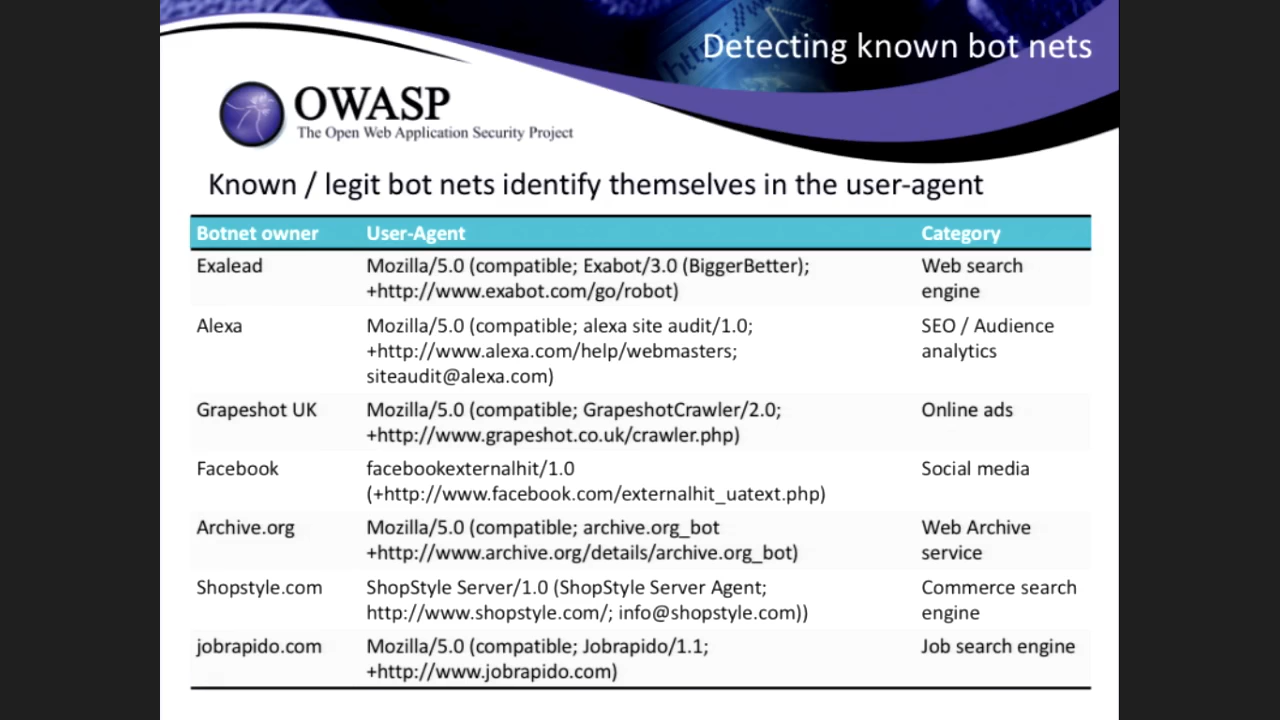 Detecting known bot nets
OWASP
The Open Web Application Security Project
Known / legit bot nets identify themselves in the user-agent
Botnet owner User-Agent Category
Exalead Mozilla/5.0 (compatible; Exabot/3.0 (BiggerBetter); Web search
+http://www.exabot.com/go/robot) engine
Alexa Mozilla/5.0 (compatible; alexa site audit/1.0; SEO / Audience
+http://www.alexa.com/help/webmasters; analytics
siteaudit@alexa.com)
Grapeshot UK Mozilla/5.0 (compatible; GrapeshotCrawler/2.0; Online ads
+http://www.grapeshot.co.uk/crawler.php)
Facebook facebookexternalhit/1.0 Social media
(+http://www.facebook.com/externalhit_uatext.php)
Archive.org Mozilla/5.0 (compatible; archive.org_bot Web Archive
+http://www.archive.org/details/archive.org_bot) service
Shopstyle.com ShopStyle Server/1.0 (ShopStyle Server Agent; Commerce search
http://www.shopstyle.com/; info@shopstyle.com)) engine
jobrapido.com Mozilla/5.0 (compatible; Jobrapido/1.1; Job search engine
+http://www.jobrapido.com)